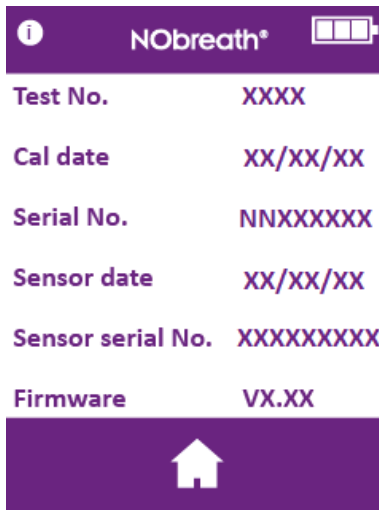 i NObreath®
Test No. XXXX
Cal date XX/XX/XX
Serial No. NNXXXXXX
Sensor date XX/XX/XX
Sensor serial No. XXXXXXXXX
Firmware VX.XX